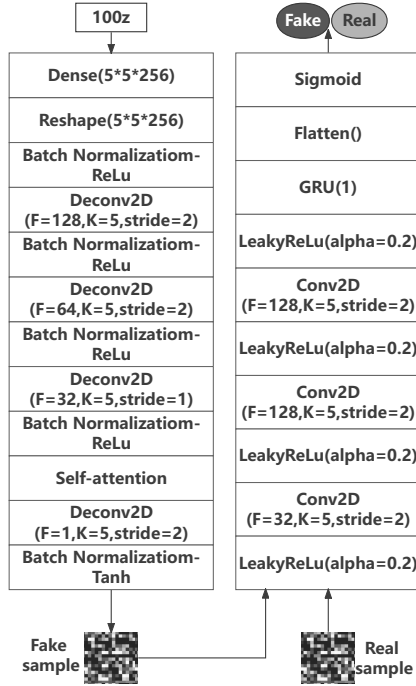 100z
Dense(5*5*256)
Reshape(5*5*256)
Batch Normalizatiom-
ReLu
Deconv2D
(F=128,K=5,stride=2)
Batch Normalizatiom-
ReLu
Deconv2D
(F=64,K=5,stride=2)
Batch Normalizatiom-
ReLu
Deconv2D
(F=32,K=5,stride=1)
Batch Normalizatiom-
ReLu
Self-attention
Deconv2D
(F=1,K=5,stride=2)
Batch Normalizatiom-
Tanh
Fake
sample
Fake
Real
Sigmoid
Flatten()
GRU(1)
LeakyReLu(alpha=0.2)
Conv2D
(F=128,K=5,stride=2)
LeakyReLu(alpha=0.2)
Conv2D
(F=128,K=5,stride=2)
LeakyReLu(alpha=0.2)
Conv2D
(F=32,K=5,stride=2)
LeakyReLu(alpha=0.2)
Real
sample